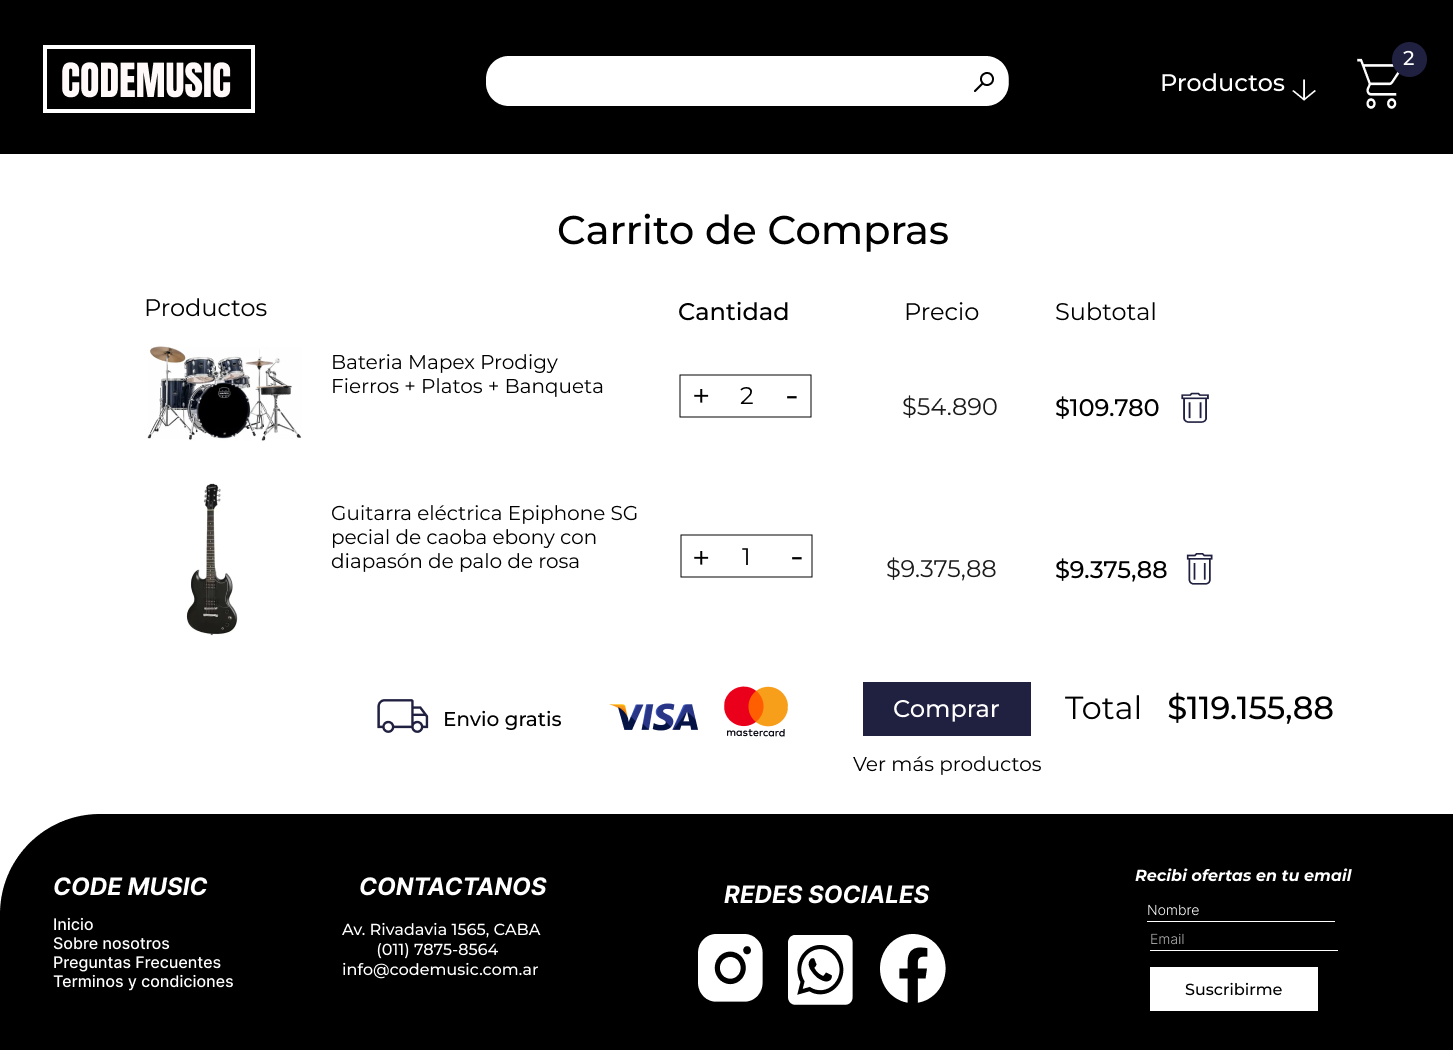 CODEMUSIC
Productos
2
Carrito de Compras
Productos
Cantidad
Precio
Subtotal
Bateria Mapex Prodigy
Fierros + Platos + Banqueta
+ 2 -
$54.890
$109.780
Guitarra eléctrica Epiphone SG
pecial de caoba ebony con
diapasón de palo de rosa
+ 1 -
$9.375,88
$9.375,88
Envio gratis
VISA
mastercard
Comprar
Total $119.155,88
Ver más productos
CODE MUSIC
Inicio
Sobre nosotros
Preguntas Frecuentes
Terminos y condiciones
CONTACTANOS
Av. Rivadavia 1565, CABA
(011) 7875-8564
info@codemusic.com.ar
REDES SOCIALES
Recibi ofertas en tu email
Nombre
Email
Suscribirme